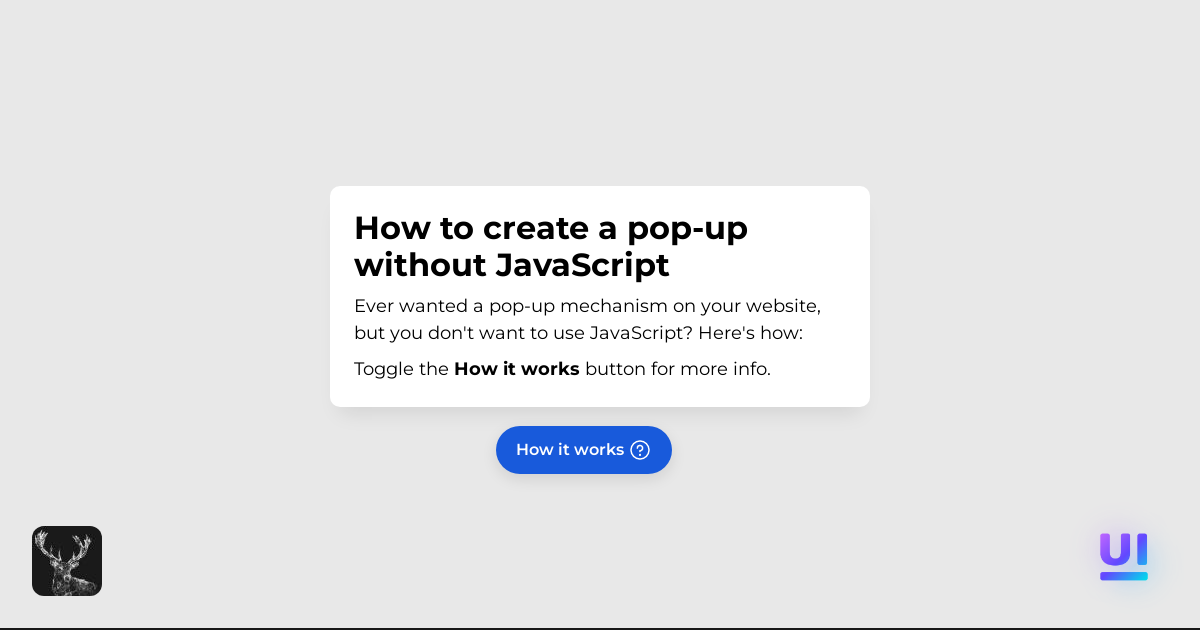 How to create a pop-up
without JavaScript
Ever wanted a pop-up mechanism on your website,
but you don't want to use JavaScript? Here's how:
Toggle the How it works button for more info.
How it works ?
UI